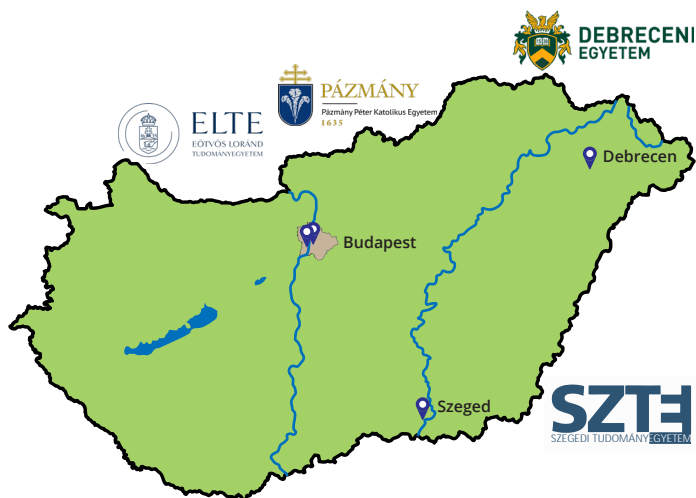 DEBRECENI
EGYETEM
PÁZMÁNY
Pázmány Péter Katolikus Egyetem
1635
ELTE
EÖTVÖS LORÁND
TUDOMÁNYEGYETEM
Debrecen
Budapest
Szeged
SZTE
SZEGEDI TUDOMÁNYEGYETEM